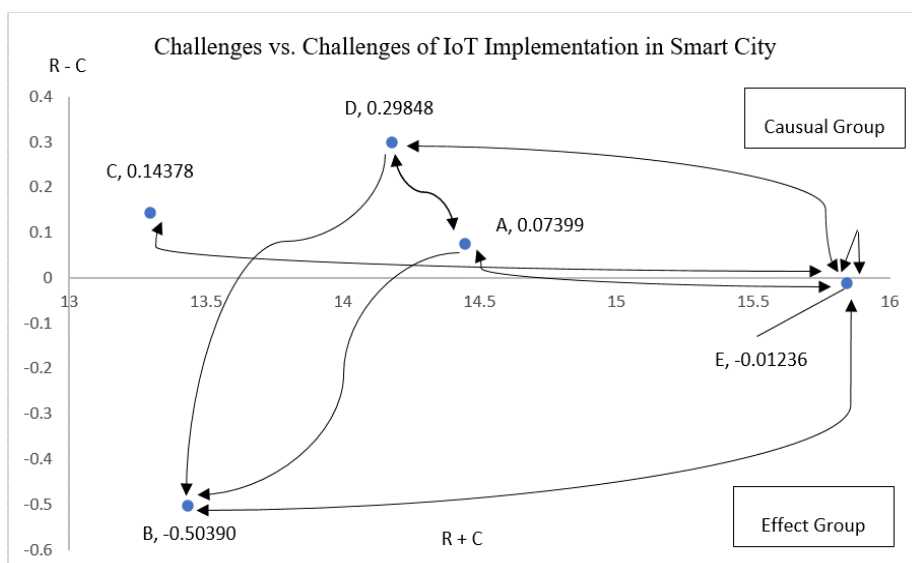 Challenges vs. Challenges of IoT Implementation in Smart City
R - C
0.4
D, 0.29848
Causual Group
0.3
C, 0.14378
0.2
A, 0.07399
0.1
0
13
13.5
14
14.5
15
15.5
16
-0.1
E, -0.01236
-0.2
-0.3
-0.4
-0.5
B, -0.50390
R + C
Effect Group
-0.6